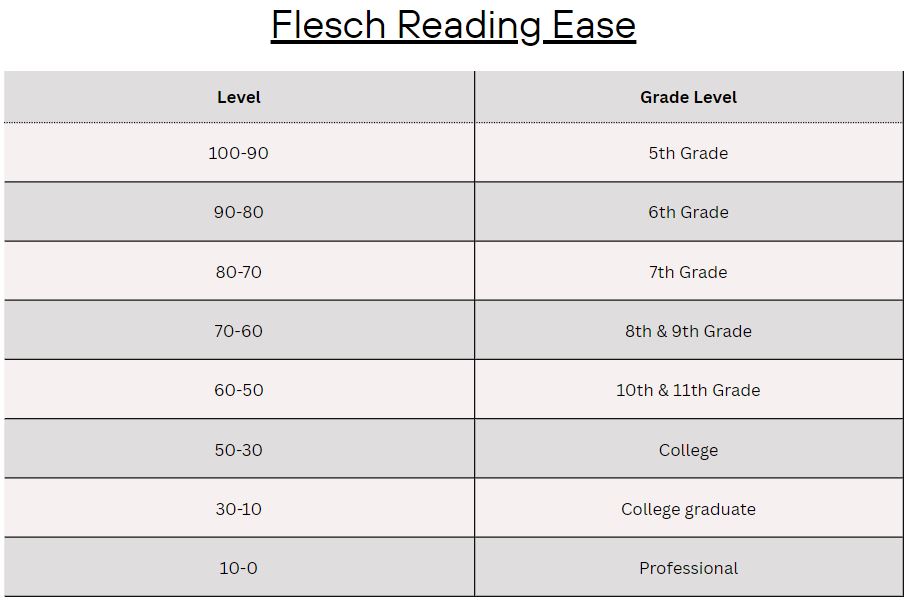 Flesch Reading Ease
Level Grade Level
100-90 5th Grade
90-80 6th Grade
80-70 7th Grade
70-60 8th & 9th Grade
60-50 10th & 11th Grade
50-30 College
30-10 College graduate
10-0 Professional